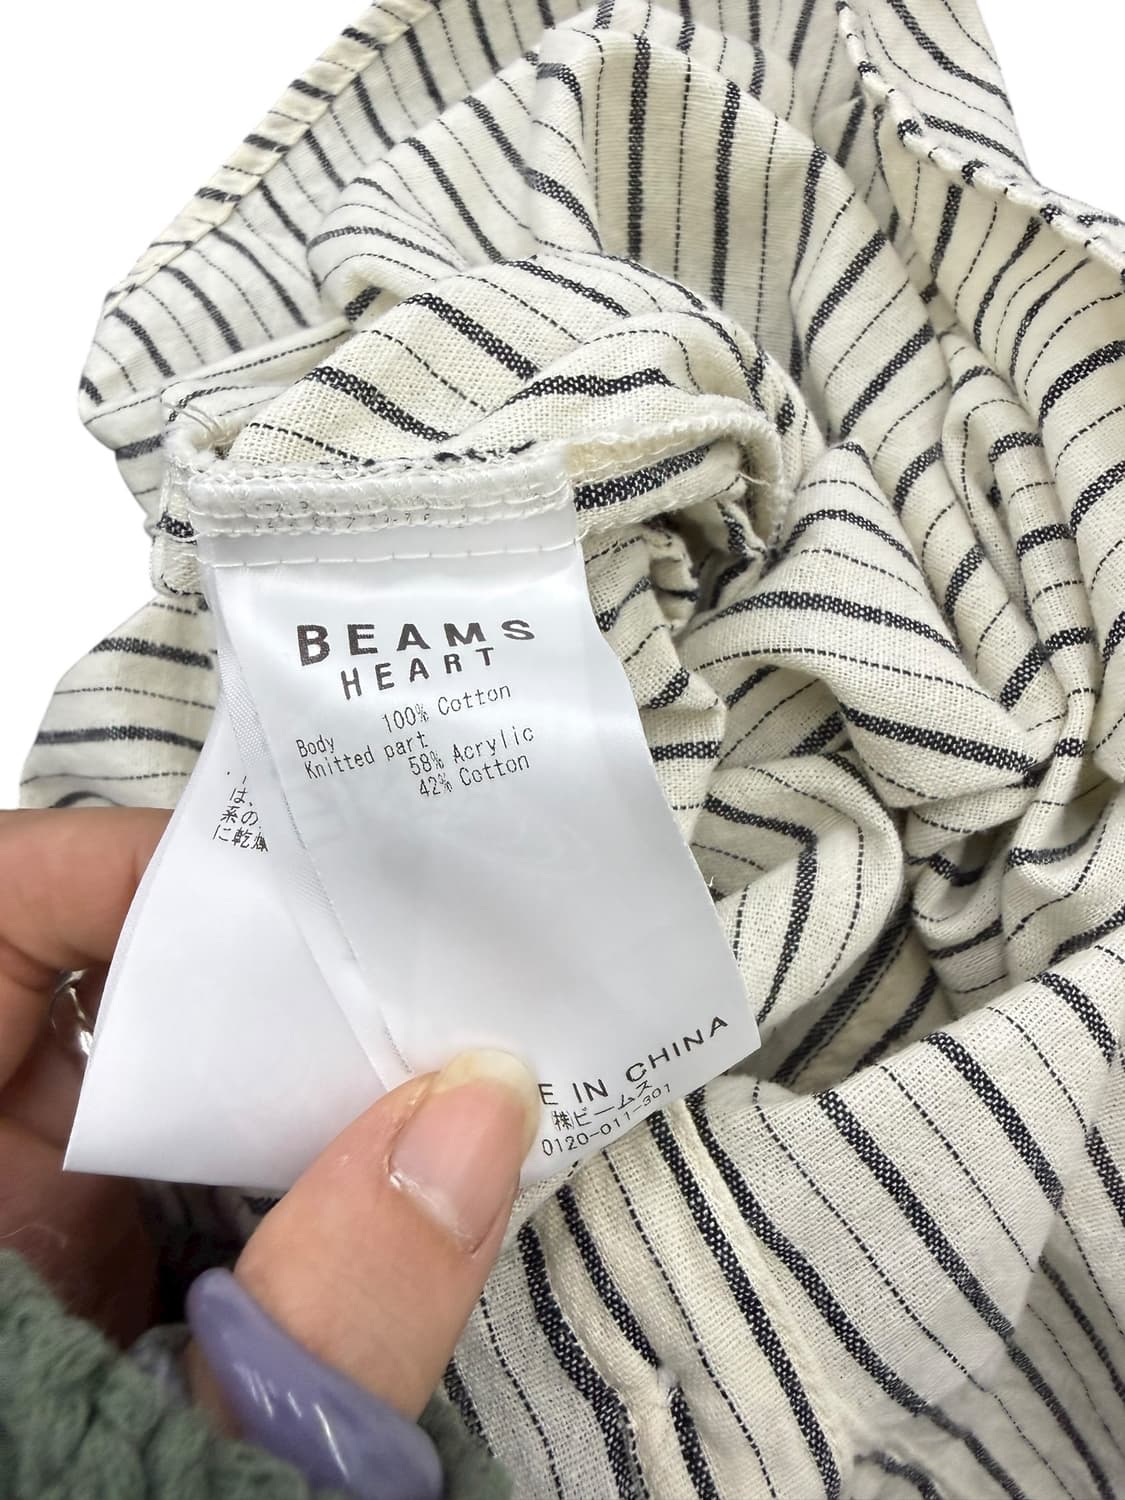 BEAMS
HEART
Body 100% Cotton
Knitted part
58% Acrylic
42% Cotton
は、
系の
に乾燥
E IN CHINA
㈱ビームス
0120-011-301